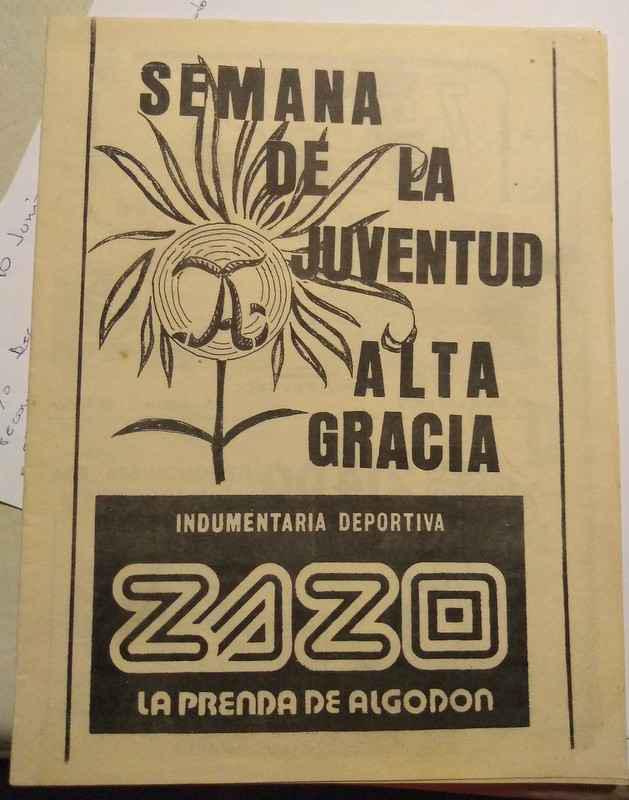 SEMANA
DE LA
JUVENTUD
ALTA
GRACIA
INDUMENTARIA DEPORTIVA
ZAZO
LA PRENDA DE ALGODON